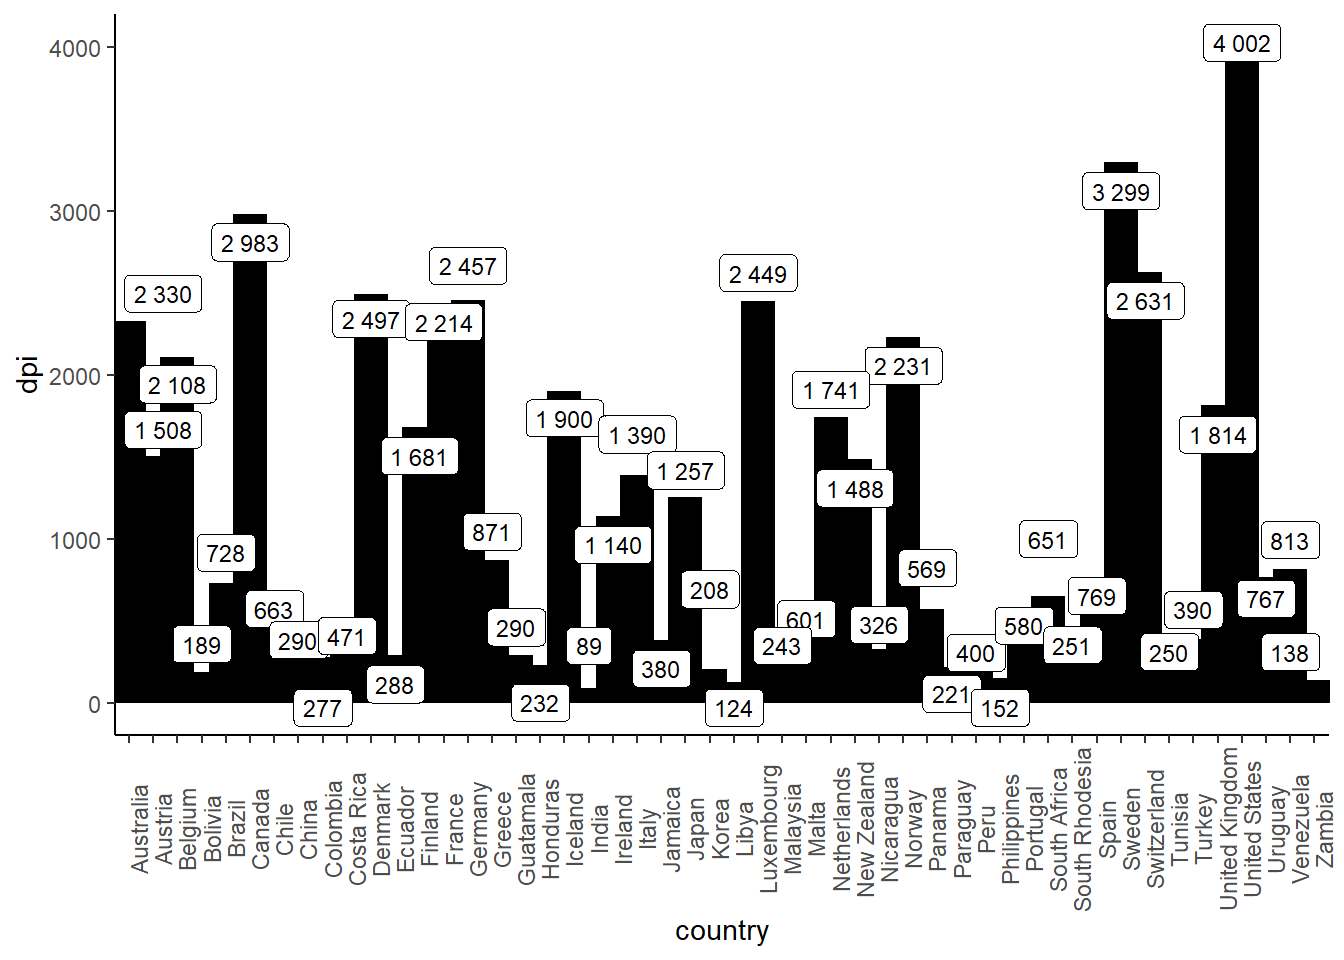 dpi
4000
3000
2000
1000
0
2 330
1 508
2 108
189
728
2 983
663
290
277
471
2 497
288
1 681
2 214
2 457
871
290
232
1 900
89
1 140
1 390
380
1 257
208
124
2 449
243
601
1 741
1 488
326
2 231
569
221
400
152
580
651
251
769
3 299
2 631
250
390
1 814
4 002
767
813
138
Australia
Austria
Belgium
Bolivia
Brazil
Canada
Chile
China
Colombia
Costa Rica
Denmark
Ecuador
Finland
France
Germany
Greece
Guatamala
Honduras
Iceland
India
Ireland
Italy
Jamaica
Japan
Korea
Libya
Luxembourg
Malaysia
Malta
Netherlands
New Zealand
Nicaragua
Norway
Panama
Paraguay
Peru
Philippines
Portugal
South Africa
South Rhodesia
Spain
Sweden
Switzerland
Tunisia
Turkey
United Kingdom
United States
Uruguay
Venezuela
Zambia
country